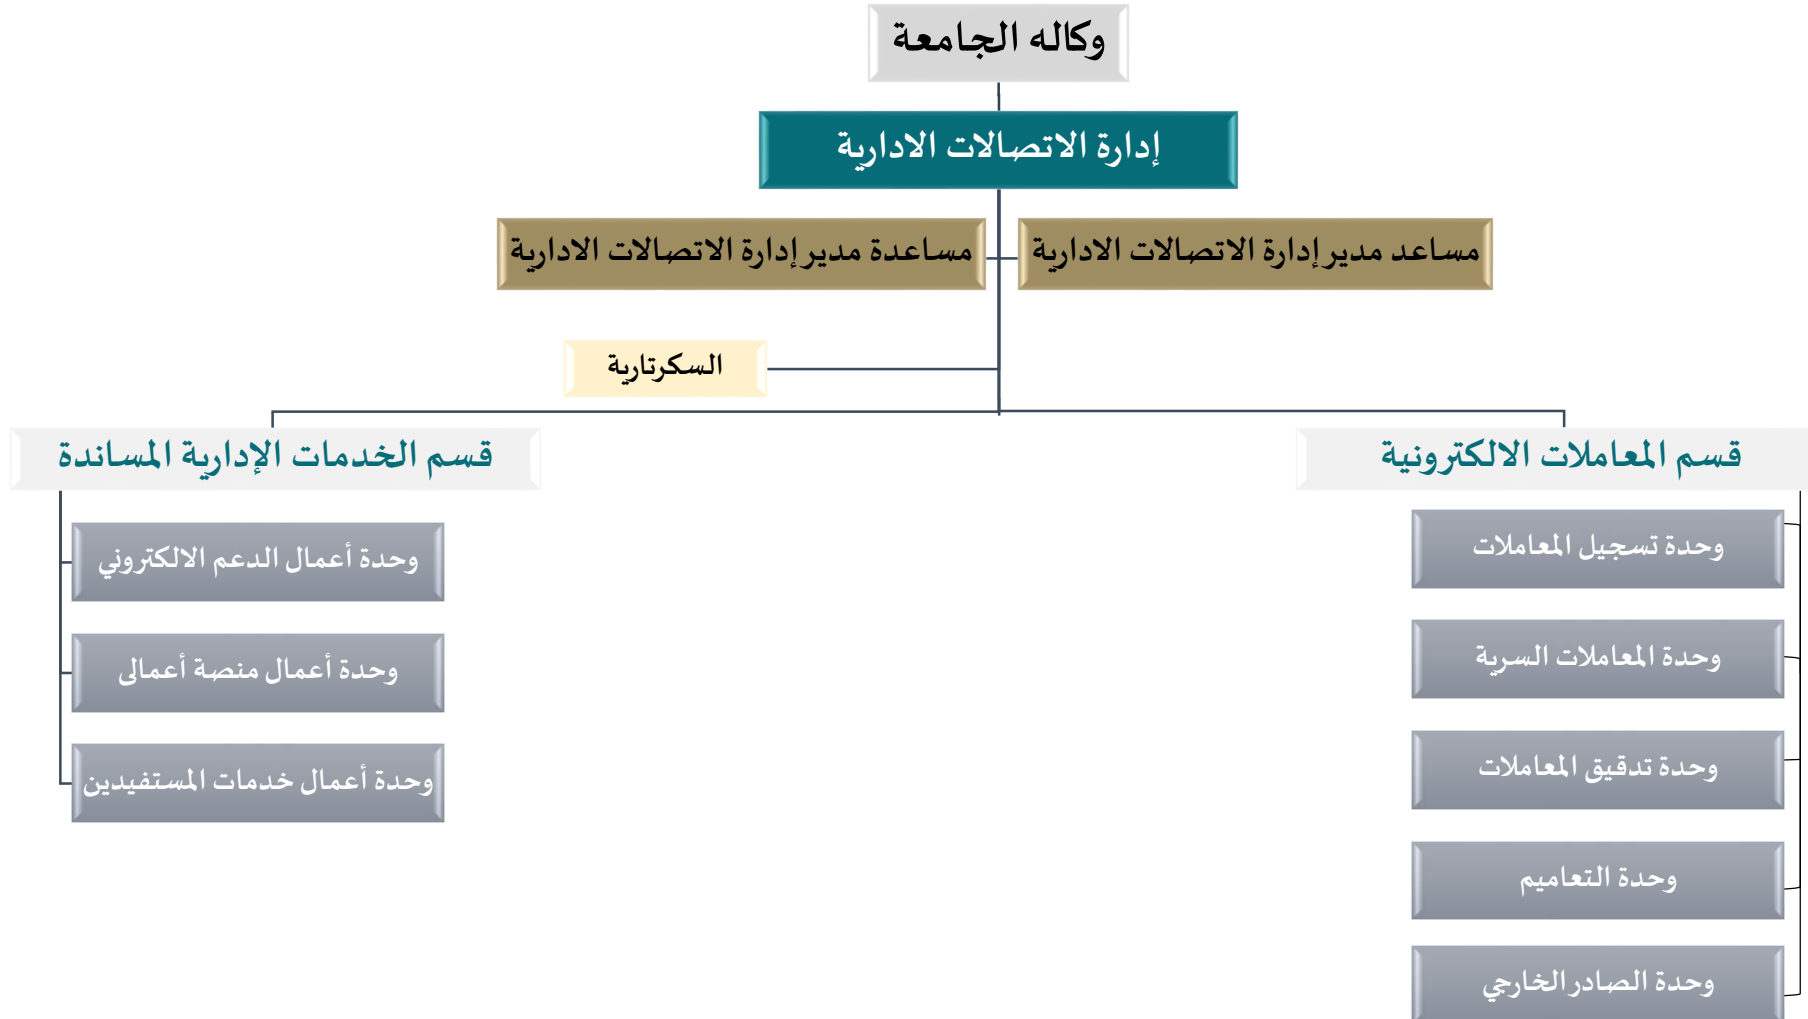 وكاله الجامعة
إدارة الاتصالات الادارية
مساعد مدير إدارة الاتصالات الادارية
مساعدة مدير إدارة الاتصالات الادارية
السكرتارية
قسم المعاملات الالكترونية
وحدة تسجيل المعاملات
وحدة المعاملات السرية
وحدة تدقيق المعاملات
وحدة التعاميم
وحدة الصادر الخارجي
قسم الخدمات الإدارية المساندة
وحدة أعمال الدعم الالكتروني
وحدة أعمال منصة أعمالى
وحدة أعمال خدمات المستفيدين